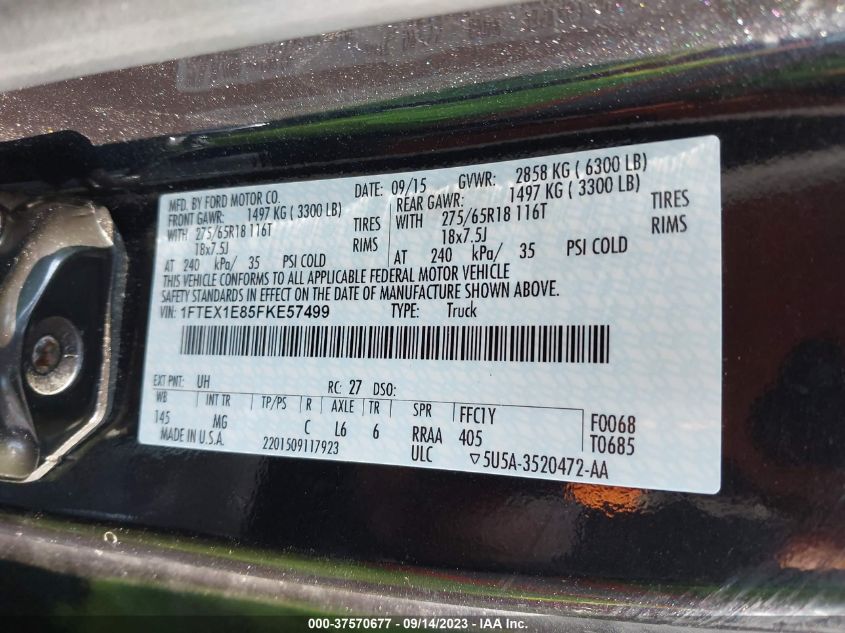 MFD. BY FORD MOTOR CO. DATE: 09/15 GVWR: 2858 KG ( 6300 LB)
FRONT GAWR: 1497 KG ( 3300 LB) REAR GAWR: 1497 KG ( 3300 LB)
WITH 275/65R18 116T TIRES WITH 275/65R18 116T TIRES
18x7.5J RIMS 18x7.5J RIMS
AT 240 kPa/ 35 PSI COLD AT 240 kPa/ 35 PSI COLD
THIS VEHICLE CONFORMS TO ALL APPLICABLE FEDERAL MOTOR VEHICLE
SAFETY STANDARDS IN EFFECT ON THE DATE OF MANUFACTURE SHOWN ABOVE.
VIN: 1FTEX1E85FKE57499 TYPE: Truck
EXT PNT: UH RC: 27 DSO:
WB INT TR TP/PS R AXLE TR SPR FFC1Y F0068
145 MG C L6 6 RRAA 405 T0685
MADE IN U.S.A. 2201509117923 ULC ▽5U5A-3520472-AA
000-37570677 - 09/14/2023 - IAA Inc.